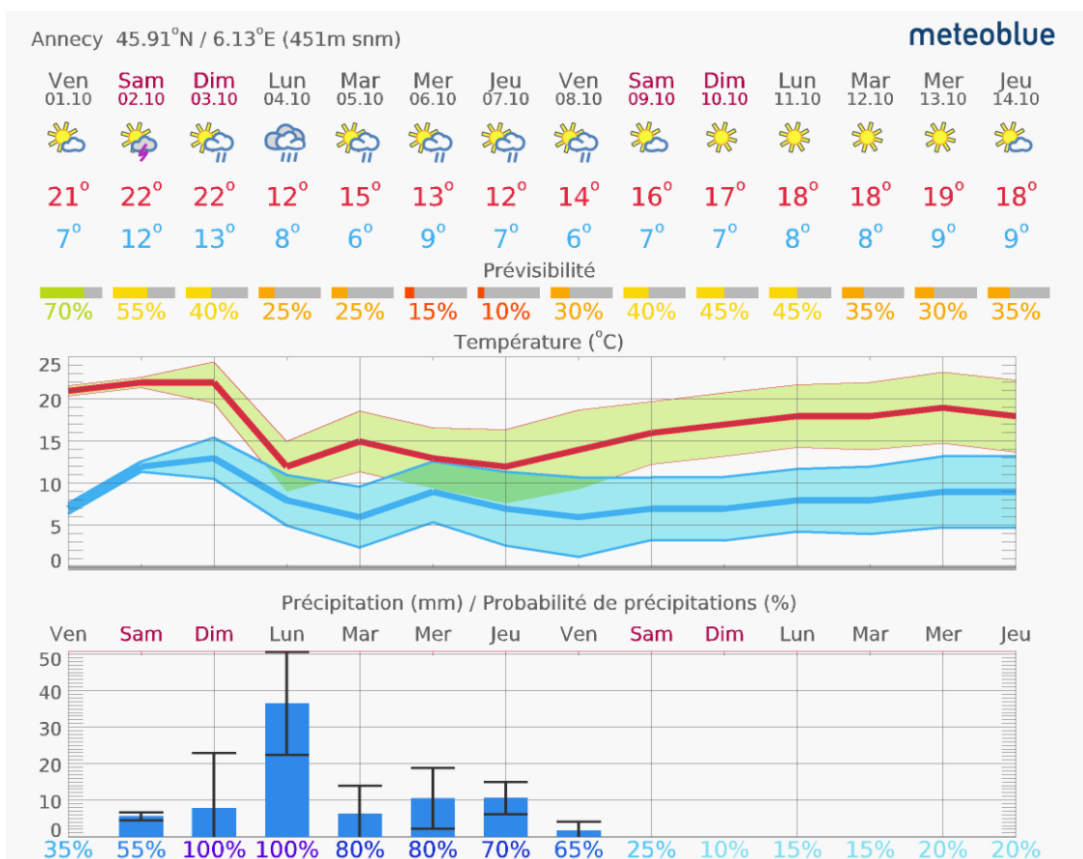 Annecy 45.91°N / 6.13°E (451m snm)
meteoblue
Ven Sam Dim Lun Mar Mer Jeu Ven Sam Dim Lun Mar Mer Jeu
01.10 02.10 03.10 04.10 05.10 06.10 07.10 08.10 09.10 10.10 11.10 12.10 13.10 14.10
21° 22° 22° 12° 15° 13° 12° 14° 16° 17° 18° 18° 19° 18°
7° 12° 13° 8° 6° 9° 7° 6° 7° 7° 8° 8° 9° 9°
Prévisibilité
70% 55% 40% 25% 25% 15% 10% 30% 40% 45% 45% 35% 30% 35%
Température (°C)
25
20
15
10
5
0
Précipitation (mm) / Probabilité de précipitations (%)
Ven Sam Dim Lun Mar Mer Jeu Ven Sam Dim Lun Mar Mer Jeu
50
40
30
20
10
0
35% 55% 100% 100% 80% 80% 70% 65% 25% 10% 15% 15% 20% 20%